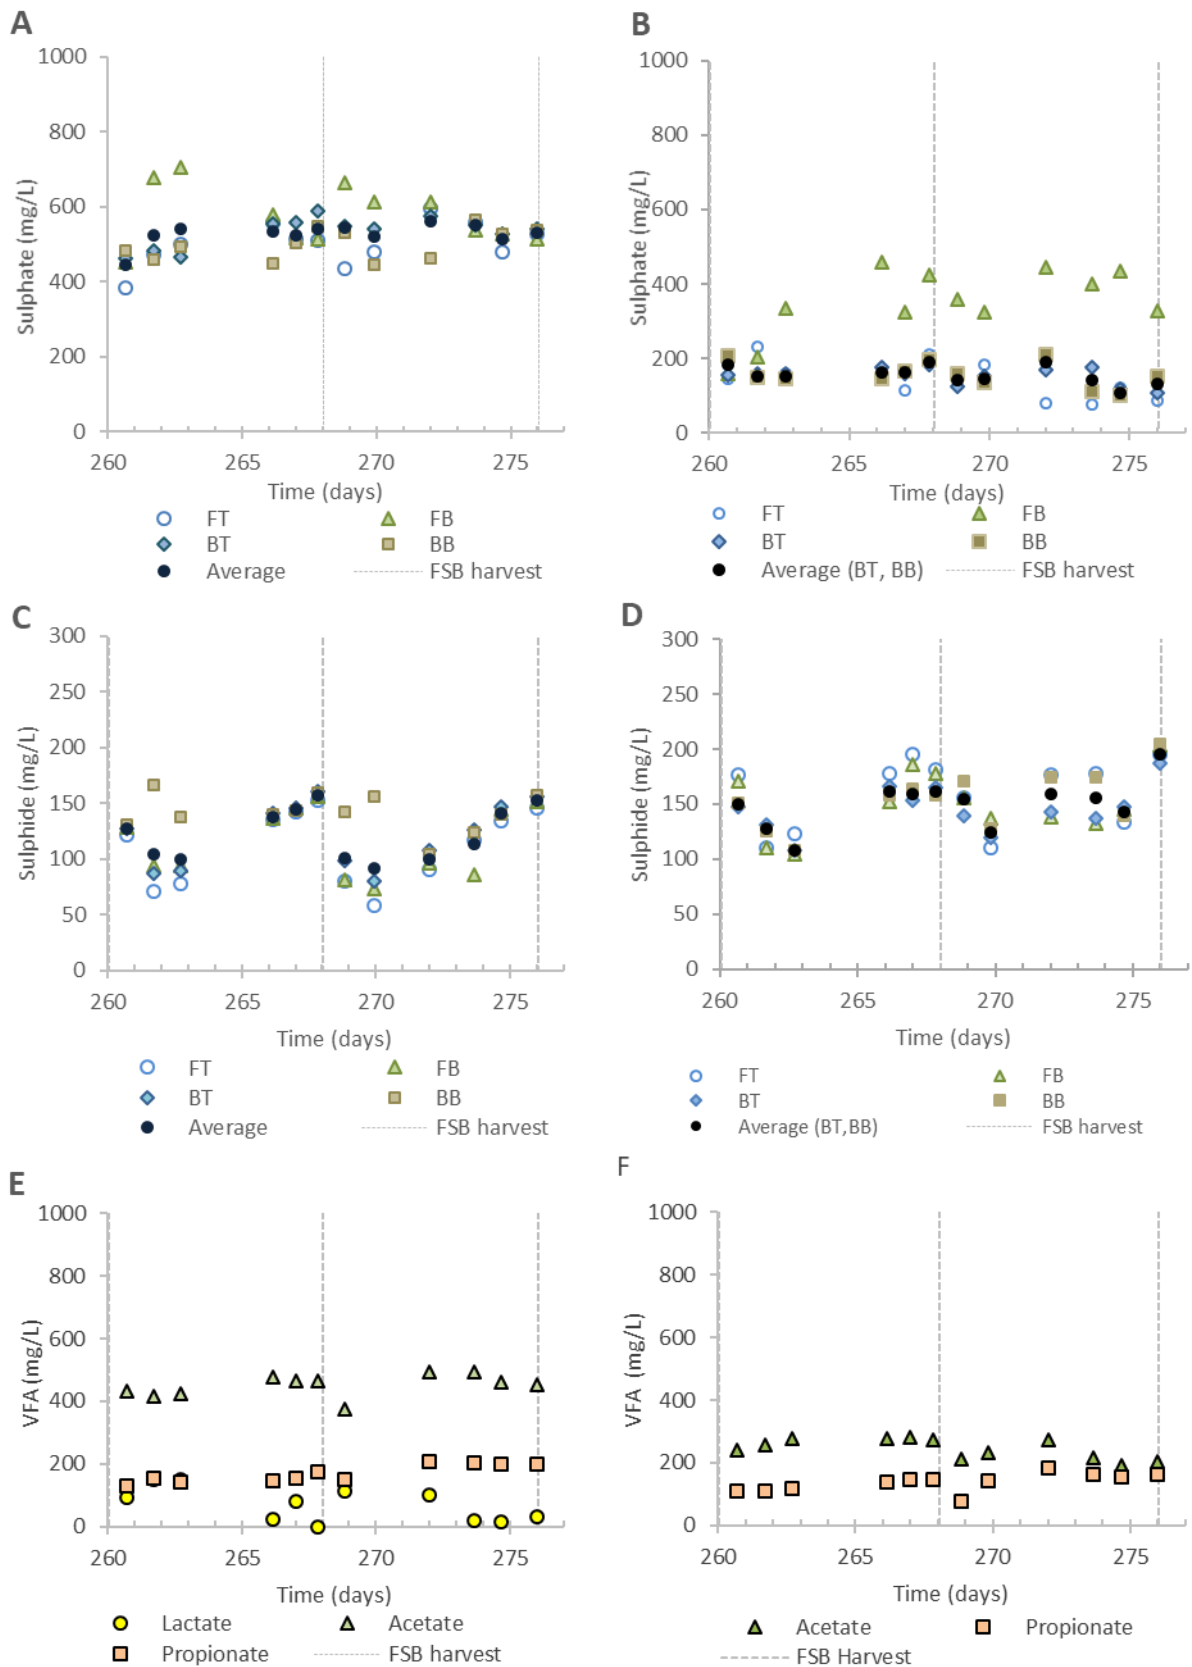 A
B
1000
800
600
400
200
0
Sulphate (mg/L)
260
265
270
275
Time (days)
FT
FB
BT
BB
Average
FSB harvest
1000
800
600
400
200
0
Sulphate (mg/L)
260
265
270
275
Time (days)
FT
FB
BT
BB
Average (BT, BB)
FSB harvest
C
D
300
250
200
150
100
50
0
Sulphide (mg/L)
260
265
270
275
Time (days)
FT
FB
BT
BB
Average
FSB harvest
300
250
200
150
100
50
0
Sulphide (mg/L)
260
265
270
275
Time (days)
FT
FB
BT
BB
Average (BT,BB)
FSB harvest
E
F
1000
800
600
400
200
0
VFA (mg/L)
260
265
270
275
Time (days)
Lactate
Acetate
Propionate
FSB harvest
1000
800
600
400
200
0
VFA (mg/L)
260
265
270
275
Time (days)
Acetate
Propionate
FSB Harvest